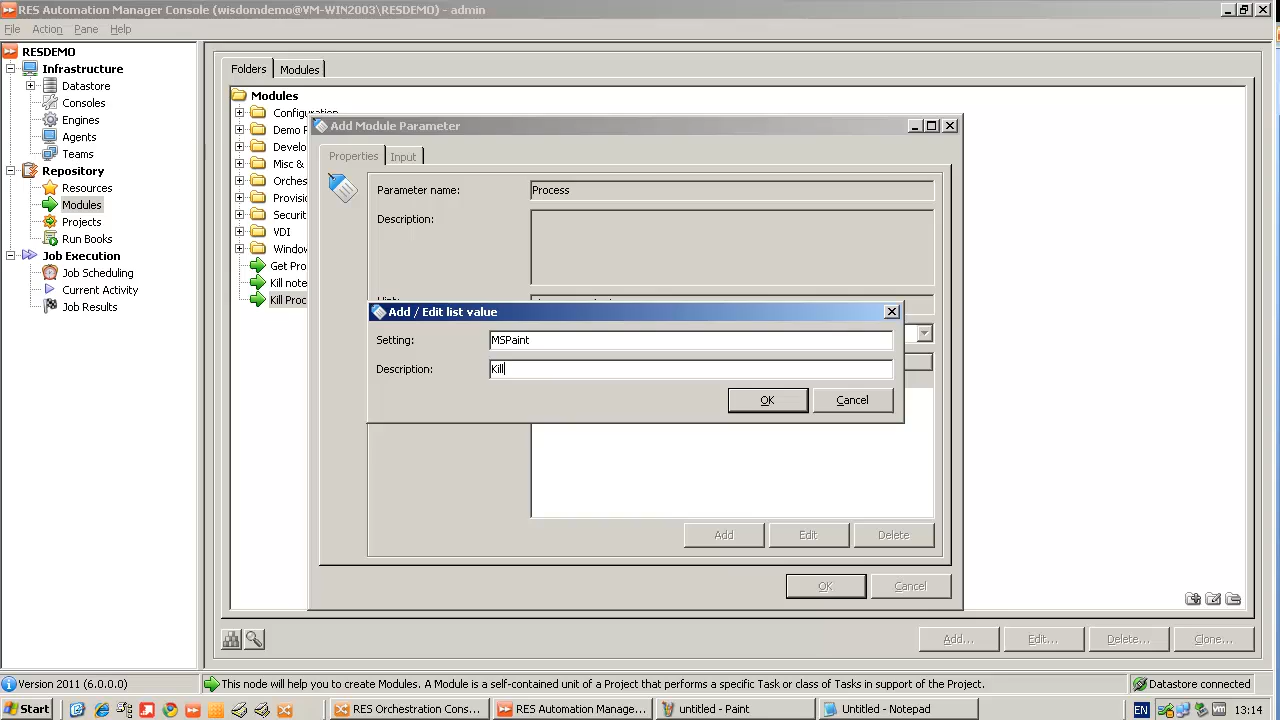 RES Automation Manager Console (wisdomdemo@VM-WIN2003\RESDEMO) - admin
File Action Pane Help
RESDEMO
Infrastructure
Datastore
Consoles
Engines
Agents
Teams
Repository
Resources
Modules
Projects
Run Books
Job Execution
Job Scheduling
Current Activity
Job Results
Folders Modules
Modules
Configuration
Demo
Develo
Misc &
Orches
Provisio
Securit
VDI
Window
Get Pro
Kill note
Kill Proc
Add Module Parameter
Properties Input
Parameter name: Process
Description:
Add / Edit list value
Setting: MSPaint
Description: Kill
OK Cancel
Add Edit Delete
OK Cancel
Add... Edit... Delete... Clone...
Version 2011 (6.0.0.0) This node will help you to create Modules. A Module is a self-contained unit of a Project that performs a specific Task or class of Tasks in support of the Project. Datastore connected
Start RES Orchestration Cons... RES Automation Manage... untitled - Paint Untitled - Notepad EN 13:14